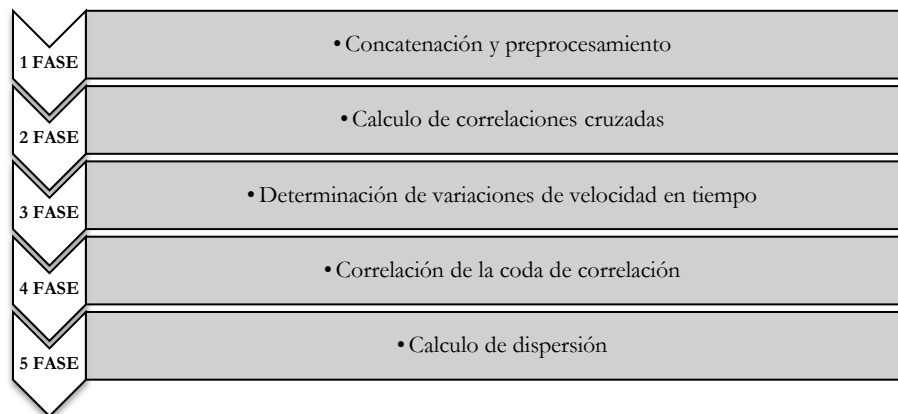 1 FASE
• Concatenación y preprocesamiento
2 FASE
• Calculo de correlaciones cruzadas
3 FASE
• Determinación de variaciones de velocidad en tiempo
4 FASE
• Correlación de la coda de correlación
5 FASE
• Calculo de dispersión